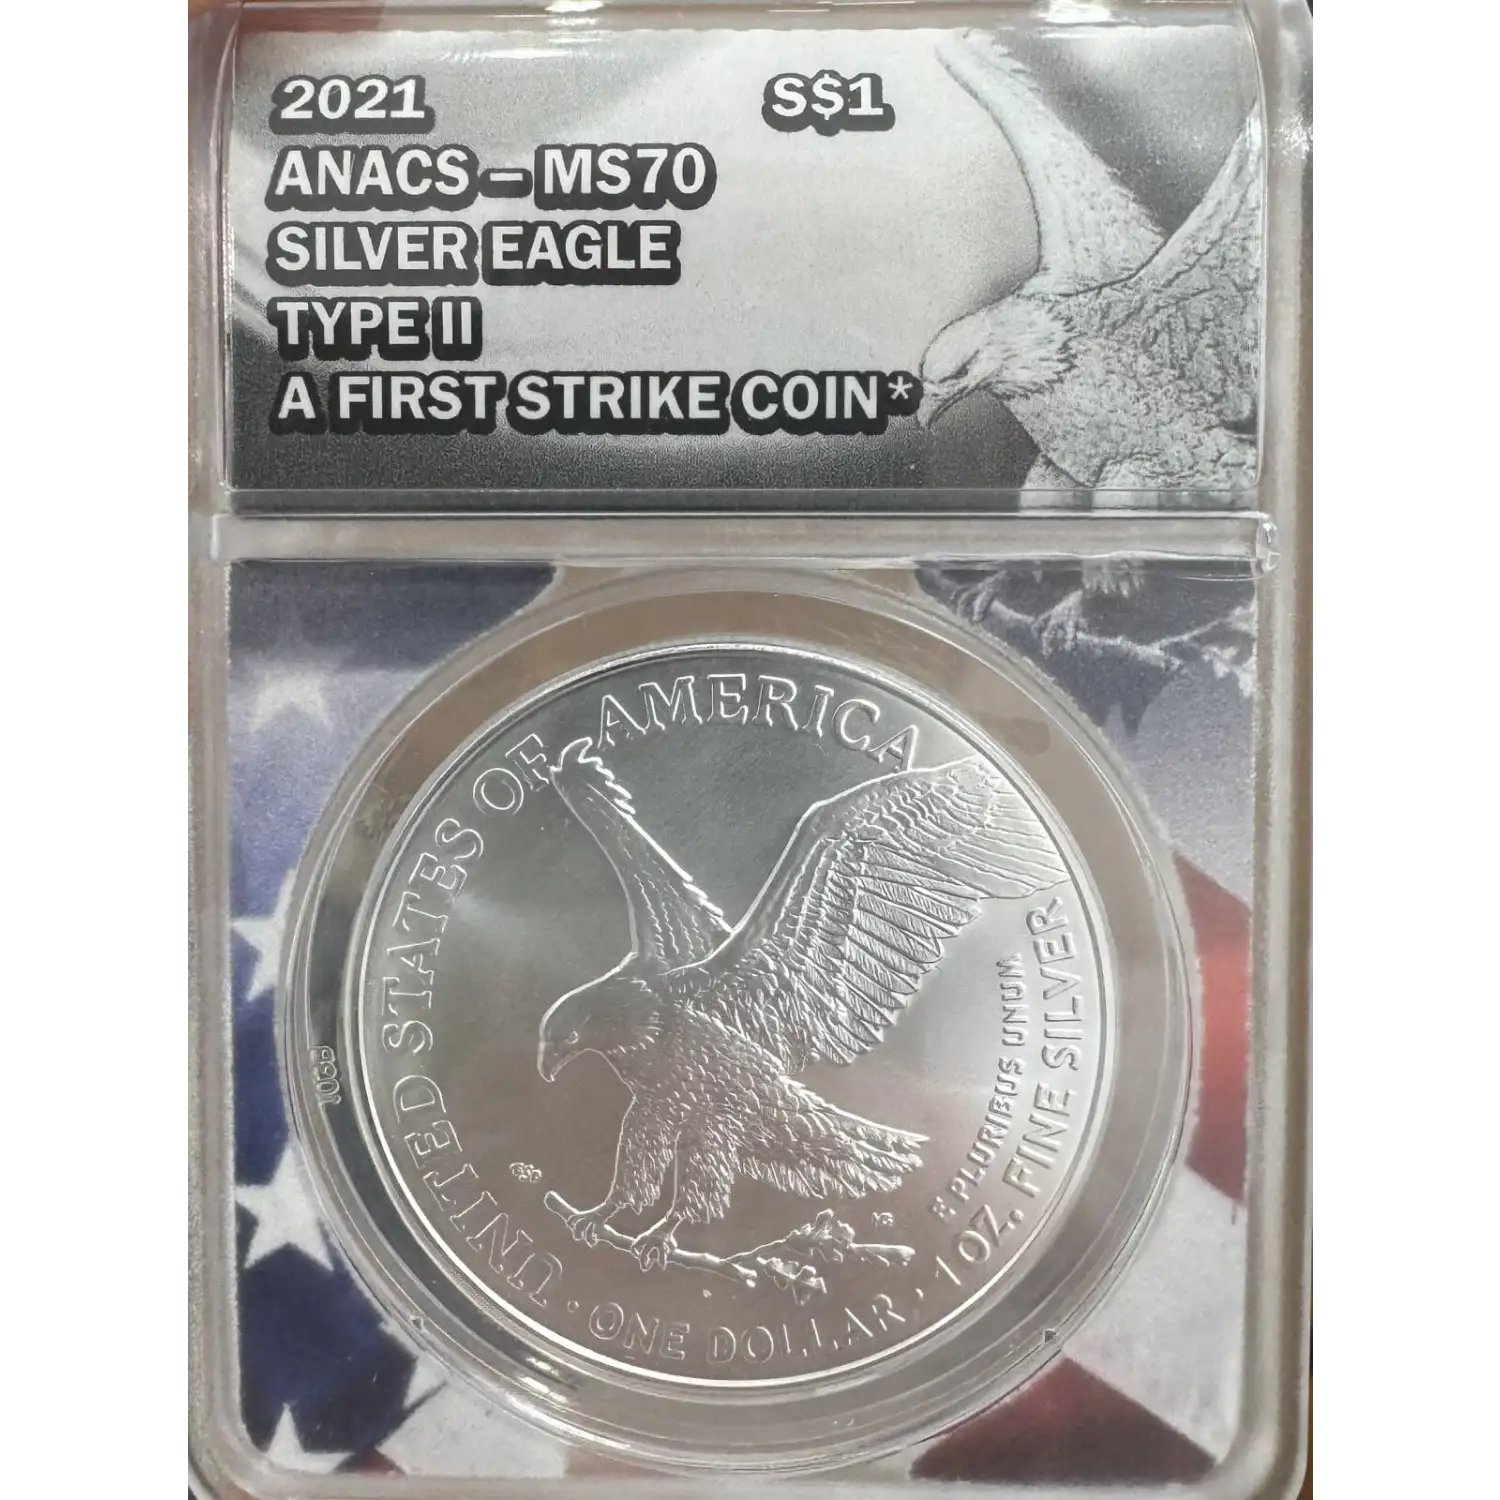 2021 S$1
ANACS – MS70
SILVER EAGLE
TYPE II
A FIRST STRIKE COIN*
UNITED STATES OF AMERICA
E PLURIBUS UNUM
· ONE DOLLAR · 1 OZ. FINE SILVER